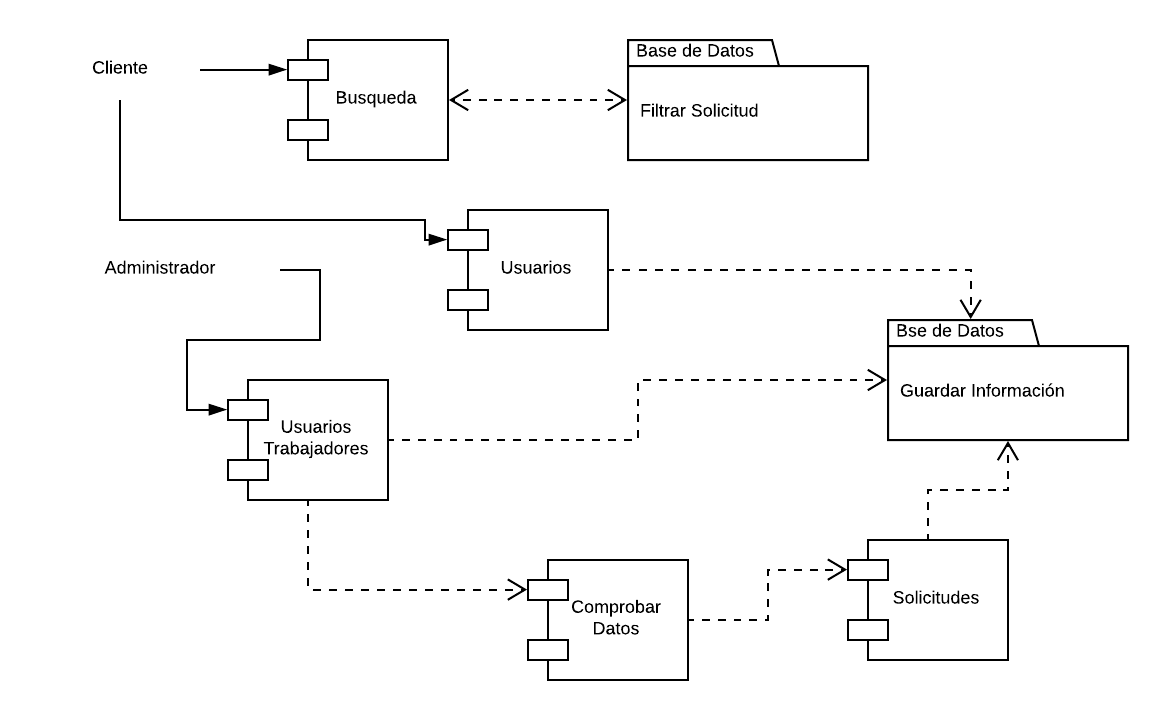 Base de Datos
Cliente
Busqueda
Filtrar Solicitud
Administrador
Usuarios
Bse de Datos
Guardar Información
Usuarios
Trabajadores
Comprobar
Datos
Solicitudes